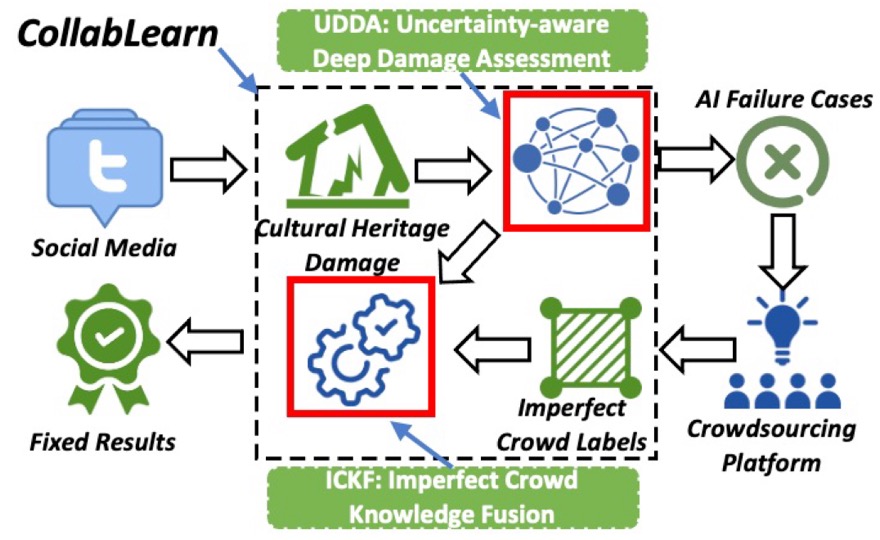 CollabLearn
UDDA: Uncertainty-aware
Deep Damage Assessment
AI Failure Cases
Social Media
Cultural Heritage
Damage
Fixed Results
Imperfect
Crowd Labels
Crowdsourcing
Platform
ICKF: Imperfect Crowd
Knowledge Fusion